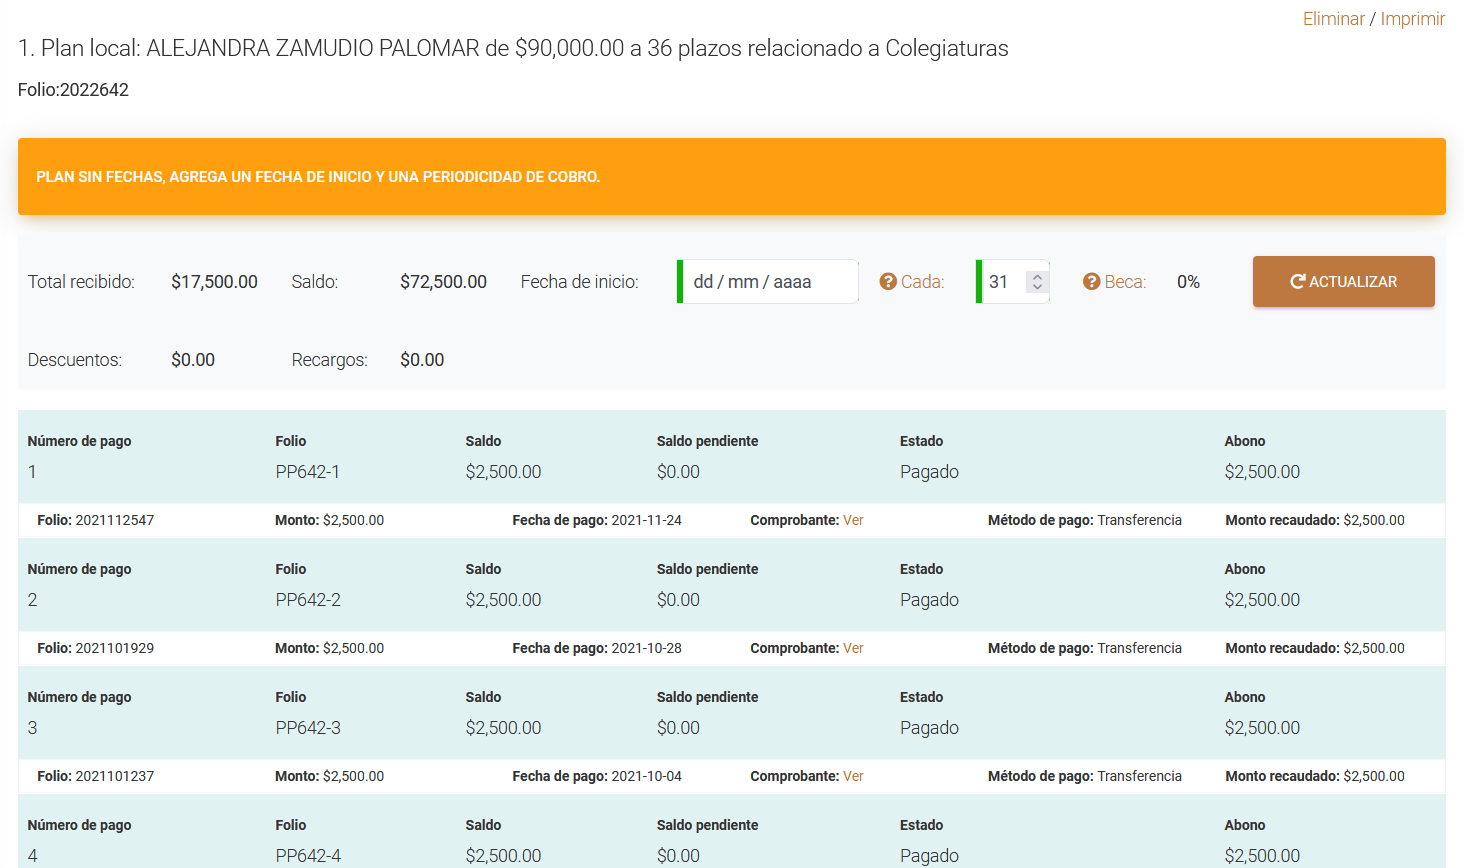 Eliminar / Imprimir
1. Plan local: ALEJANDRA ZAMUDIO PALOMAR de $90,000.00 a 36 plazos relacionado a Colegiaturas
Folio:2022642
PLAN SIN FECHAS, AGREGA UN FECHA DE INICIO Y UNA PERIODICIDAD DE COBRO.
Total recibido: $17,500.00 Saldo: $72,500.00 Fecha de inicio: dd / mm / aaaa Cada: 31 Beca: 0% ACTUALIZAR
Descuentos: $0.00 Recargos: $0.00
Número de pago Folio Saldo Saldo pendiente Estado Abono
1 PP642-1 $2,500.00 $0.00 Pagado $2,500.00
Folio: 2021112547 Monto: $2,500.00 Fecha de pago: 2021-11-24 Comprobante: Ver Método de pago: Transferencia Monto recaudado: $2,500.00
Número de pago Folio Saldo Saldo pendiente Estado Abono
2 PP642-2 $2,500.00 $0.00 Pagado $2,500.00
Folio: 2021101929 Monto: $2,500.00 Fecha de pago: 2021-10-28 Comprobante: Ver Método de pago: Transferencia Monto recaudado: $2,500.00
Número de pago Folio Saldo Saldo pendiente Estado Abono
3 PP642-3 $2,500.00 $0.00 Pagado $2,500.00
Folio: 2021101237 Monto: $2,500.00 Fecha de pago: 2021-10-04 Comprobante: Ver Método de pago: Transferencia Monto recaudado: $2,500.00
Número de pago Folio Saldo Saldo pendiente Estado Abono
4 PP642-4 $2,500.00 $0.00 Pagado $2,500.00